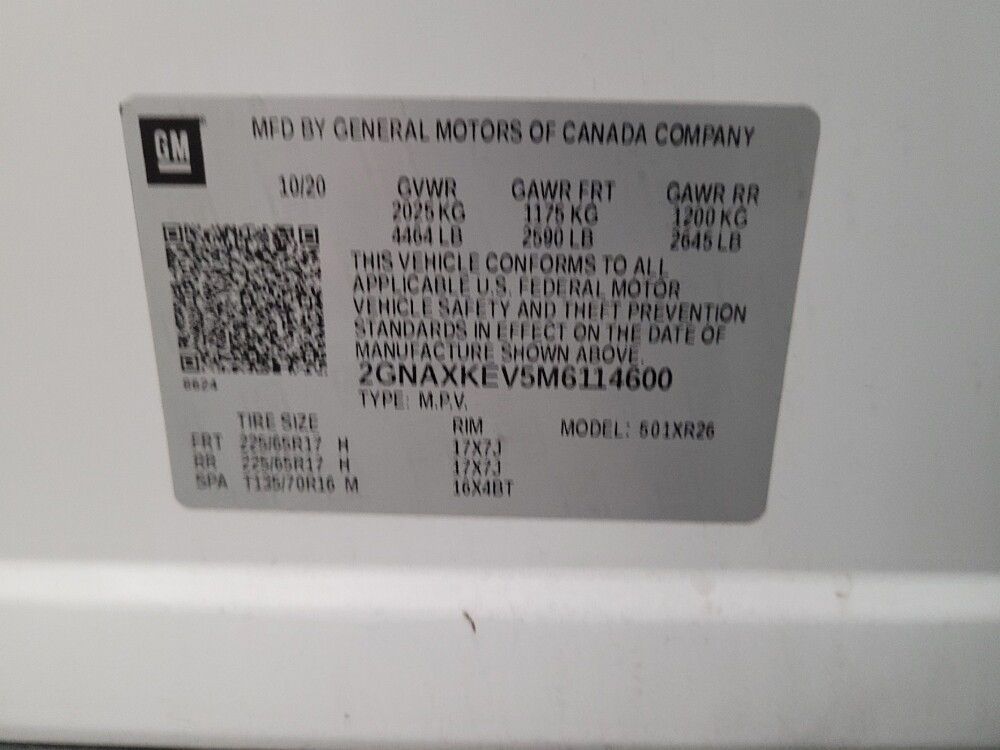 GM
MFD BY GENERAL MOTORS OF CANADA COMPANY
10/20 GVWR GAWR FRT GAWR RR
2025 KG 1175 KG 1200 KG
4464 LB 2590 LB 2645 LB
THIS VEHICLE CONFORMS TO ALL
APPLICABLE U.S. FEDERAL MOTOR
VEHICLE SAFETY AND THEFT PREVENTION
STANDARDS IN EFFECT ON THE DATE OF
MANUFACTURE SHOWN ABOVE.
2GNAXKEV5M6114600
8624
TYPE: M.P.V.
TIRE SIZE RIM MODEL: 501XR26
FRT 225/65R17 H 17X7J
RR 225/65R17 H 17X7J
SPA T135/70R16 M 16X4BT